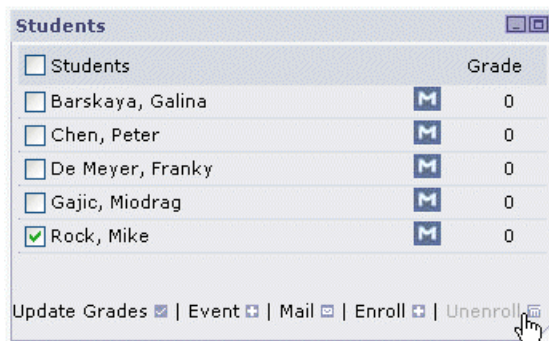 Students
Students Grade
Barskaya, Galina M 0
Chen, Peter M 0
De Meyer, Franky M 0
Gajic, Miodrag M 0
Rock, Mike M 0
Update Grades | Event | Mail | Enroll | Unenroll